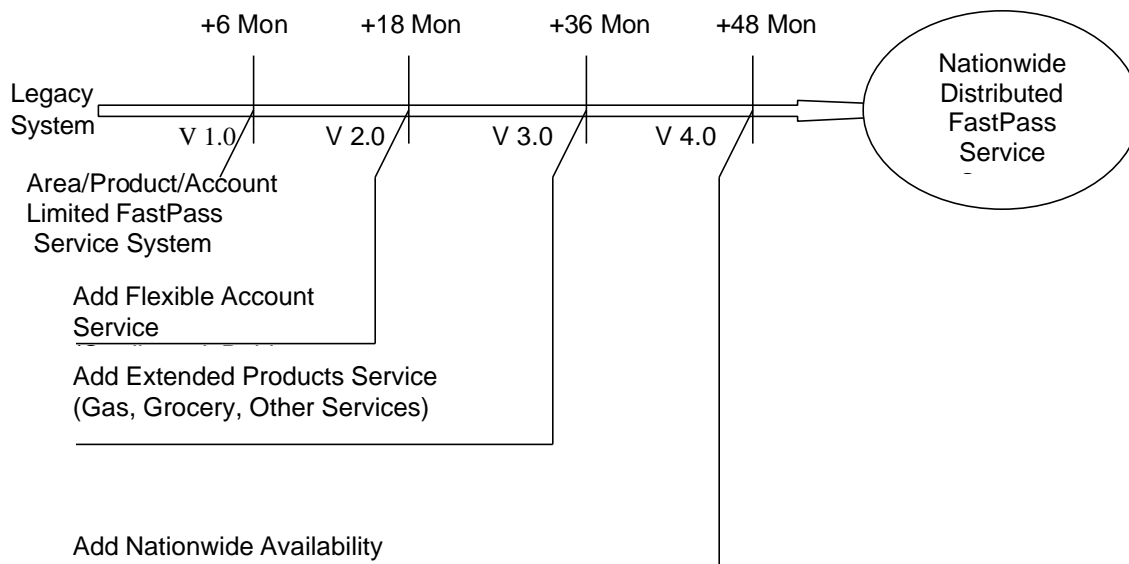 +6 Mon +18 Mon +36 Mon +48 Mon
Legacy
System
V 1.0 V 2.0 V 3.0 V 4.0
Nationwide
Distributed
FastPass
Service
Area/Product/Account
Limited FastPass
Service System
Add Flexible Account
Service
Add Extended Products Service
(Gas, Grocery, Other Services)
Add Nationwide Availability